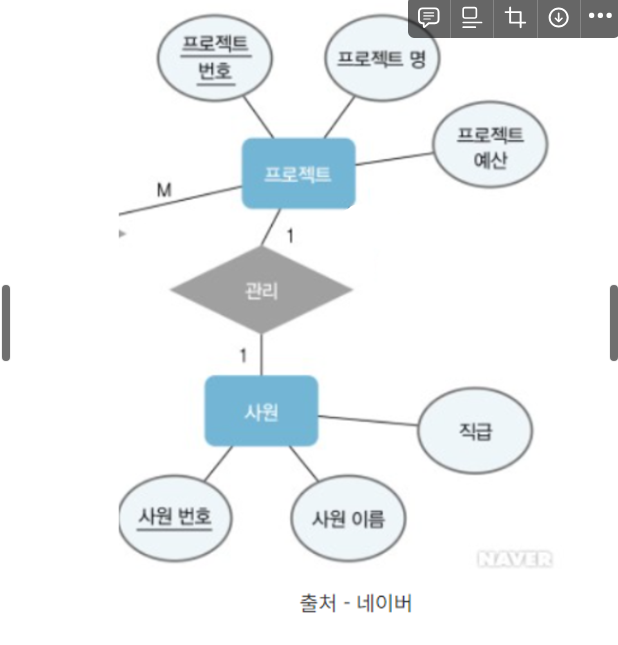 프로젝트
번호
프로젝트 명
프로젝트
예산
프로젝트
M
1
관리
1
사원
직급
사원 번호
사원 이름
NAVER
출처 - 네이버